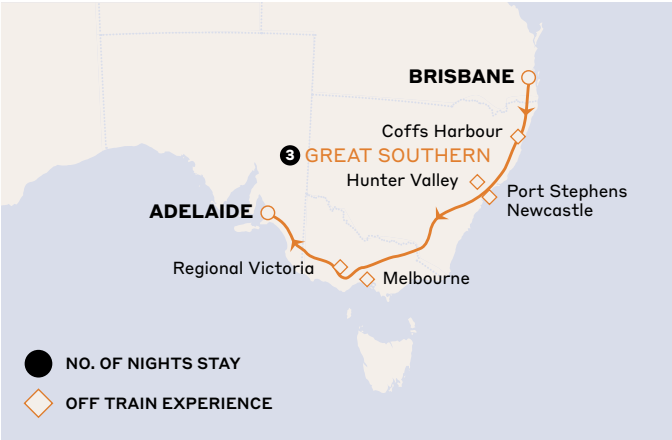 BRISBANE
Coffs Harbour
3 GREAT SOUTHERN
Hunter Valley
Port Stephens
Newcastle
ADELAIDE
Regional Victoria
Melbourne
NO. OF NIGHTS STAY
OFF TRAIN EXPERIENCE